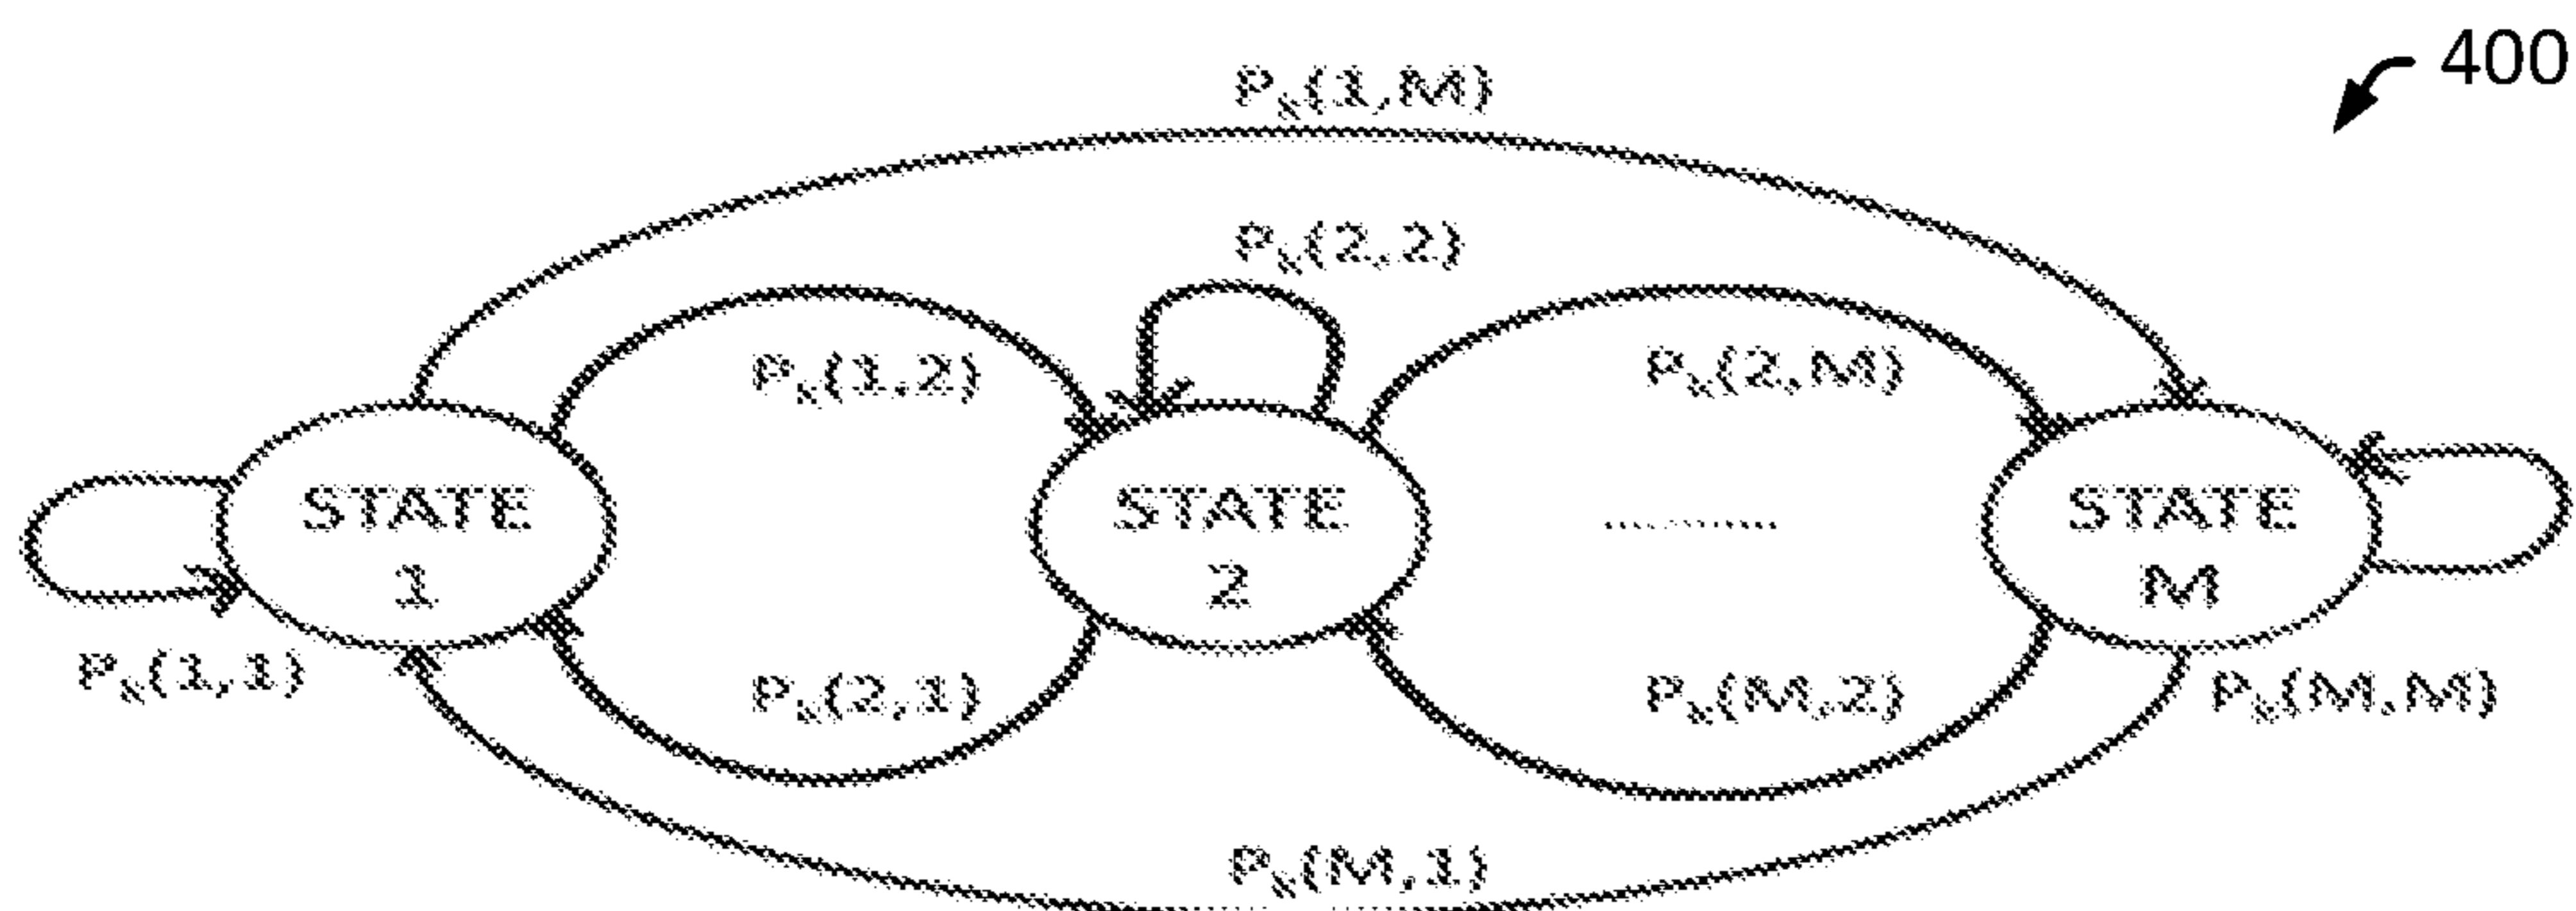 400
Pk(1,M)
Pk(2,2)
Pk(1,2)
Pk(2,M)
STATE
1
STATE
2
STATE
M
Pk(1,1)
Pk(2,1)
Pk(M,2)
Pk(M,M)
Pk(M,1)